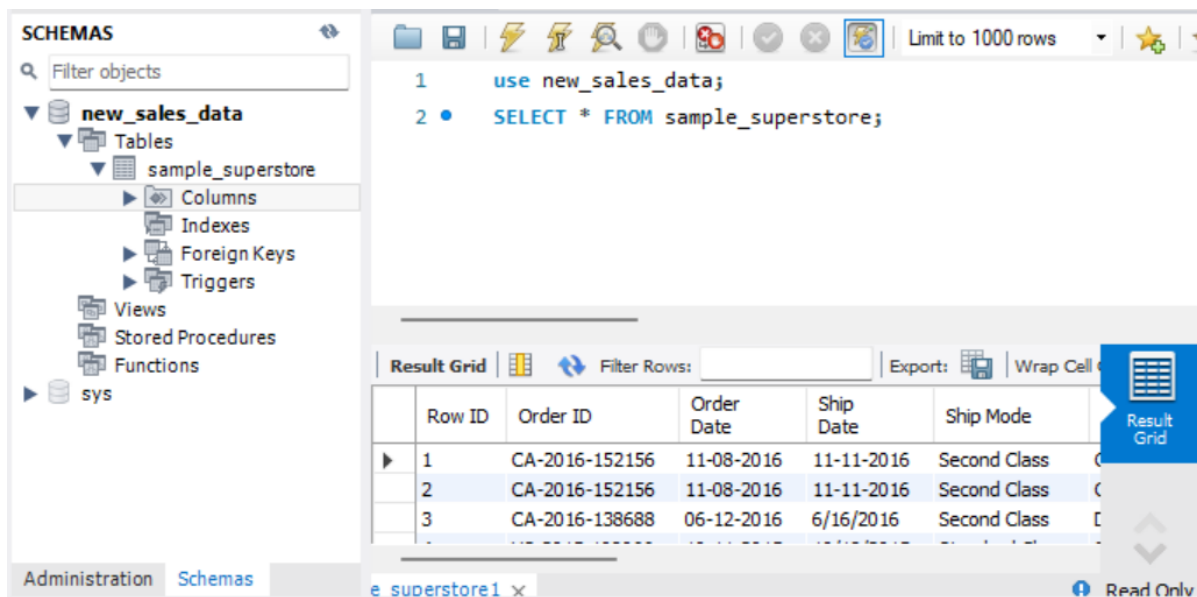 SCHEMAS
Filter objects
new_sales_data
Tables
sample_superstore
Columns
Indexes
Foreign Keys
Triggers
Views
Stored Procedures
Functions
sys
Administration Schemas
Limit to 1000 rows
1 use new_sales_data;
2 SELECT * FROM sample_superstore;
Result Grid Filter Rows: Export: Wrap Cell
Row ID Order ID Order Date Ship Date Ship Mode
1 CA-2016-152156 11-08-2016 11-11-2016 Second Class
2 CA-2016-152156 11-08-2016 11-11-2016 Second Class
3 CA-2016-138688 06-12-2016 6/16/2016 Second Class
Result
Grid
e_superstore1
Read Only